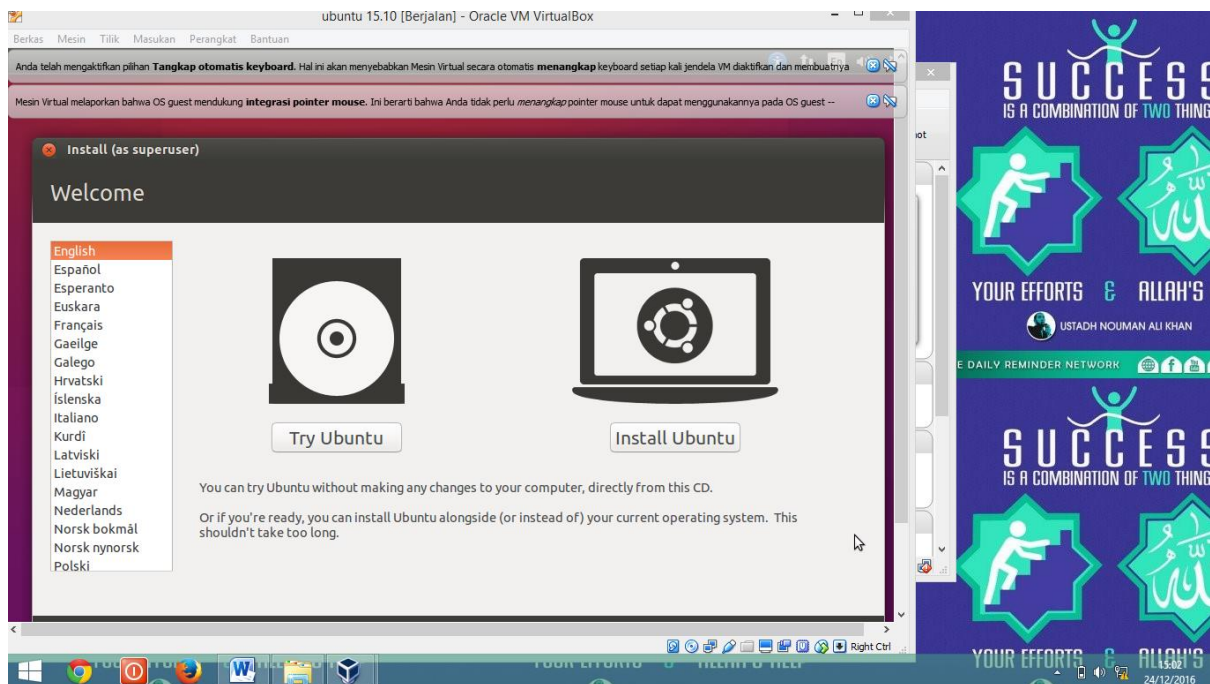 ubuntu 15.10 [Berjalan] - Oracle VM VirtualBox
Berkas Mesin Tilik Masukan Perangkat Bantuan
Anda telah mengaktifkan pilihan Tangkap otomatis keyboard. Hal ini akan menyebabkan Mesin Virtual secara otomatis menangkap keyboard setiap kali jendela VM diaktifkan dan membuatnya
Mesin Virtual melaporkan bahwa OS guest mendukung integrasi pointer mouse. Ini berarti bahwa Anda tidak perlu menangkap pointer mouse untuk dapat menggunakannya pada OS guest --
Install (as superuser)
Welcome
English
Español
Esperanto
Euskara
Français
Gaeilge
Galego
Hrvatski
Íslenska
Italiano
Kurdî
Latviski
Lietuviškai
Magyar
Nederlands
Norsk bokmål
Norsk nynorsk
Polski
Try Ubuntu
Install Ubuntu
You can try Ubuntu without making any changes to your computer, directly from this CD.
Or if you're ready, you can install Ubuntu alongside (or instead of) your current operating system. This
shouldn't take too long.
Right Ctrl
SUCCESS
IS A COMBINATION OF TWO THING
الله
YOUR EFFORTS & ALLAH'S
USTADH NOUMAN ALI KHAN
E DAILY REMINDER NETWORK
SUCCESS
IS A COMBINATION OF TWO THING
الله
YOUR EFFORTS & ALLAH'S
15:02
24/12/2016